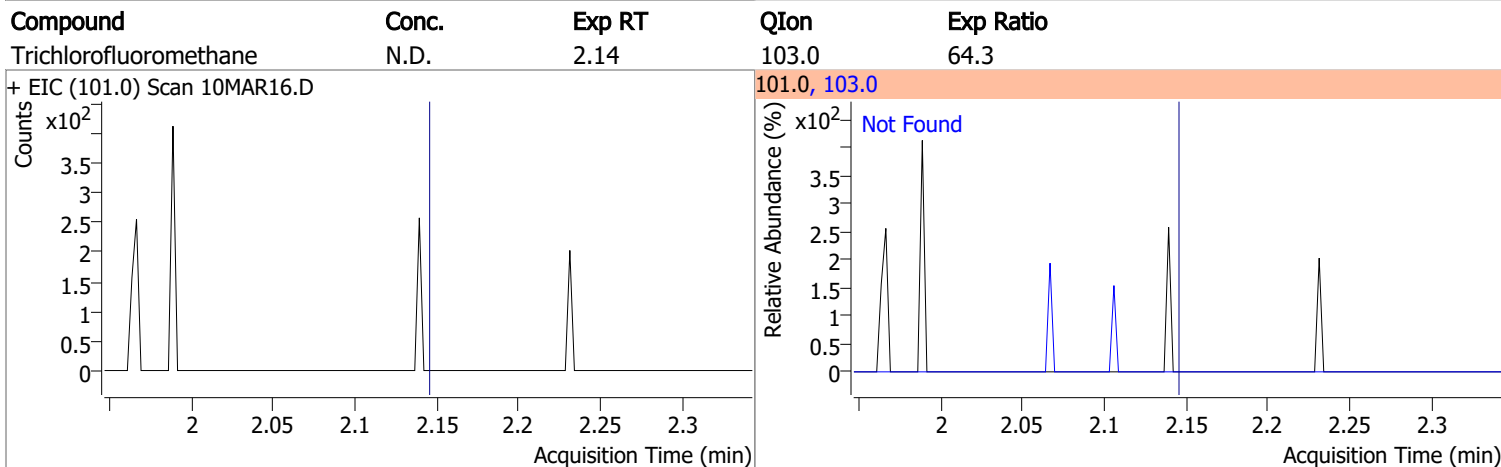 Compound Conc. Exp RT QIon Exp Ratio
Trichlorofluoromethane N.D. 2.14 103.0 64.3
+ EIC (101.0) Scan 10MAR16.D
Counts
x10²
3.5
3
2.5
2
1.5
1
0.5
0
2 2.05 2.1 2.15 2.2 2.25 2.3
Acquisition Time (min)
101.0, 103.0
Relative Abundance (%)
x10²
Not Found
3.5
3
2.5
2
1.5
1
0.5
0
2 2.05 2.1 2.15 2.2 2.25 2.3
Acquisition Time (min)